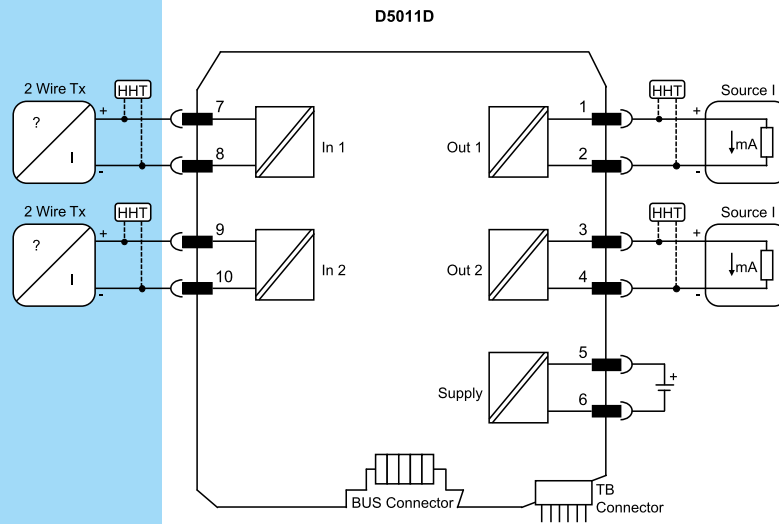 D5011D
2 Wire Tx
HHT
+
?
I
-
7
8
In 1
1
Out 1
2
HHT
Source I
+
mA
-
2 Wire Tx
HHT
+
?
I
-
9
10
In 2
3
Out 2
4
HHT
Source I
+
mA
-
5
Supply
6
+
BUS Connector
TB
Connector